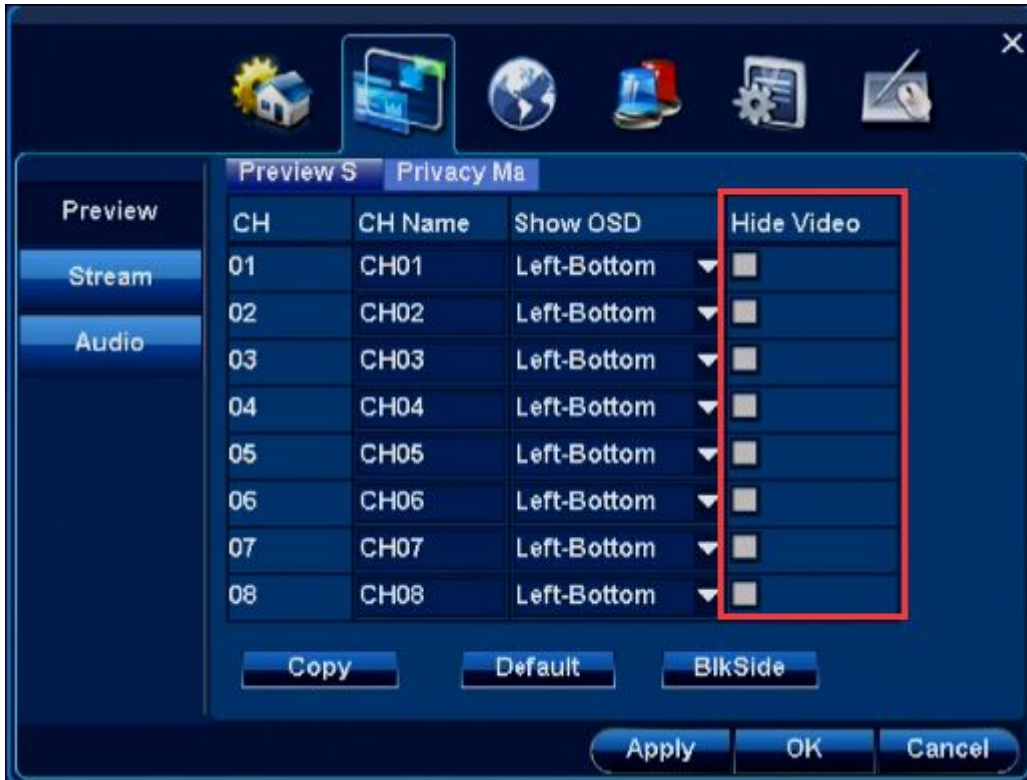 Preview S Privacy Ma
Preview
Stream
Audio
CH CH Name Show OSD Hide Video
01 CH01 Left-Bottom
02 CH02 Left-Bottom
03 CH03 Left-Bottom
04 CH04 Left-Bottom
05 CH05 Left-Bottom
06 CH06 Left-Bottom
07 CH07 Left-Bottom
08 CH08 Left-Bottom
Copy Default BlkSide
Apply OK Cancel